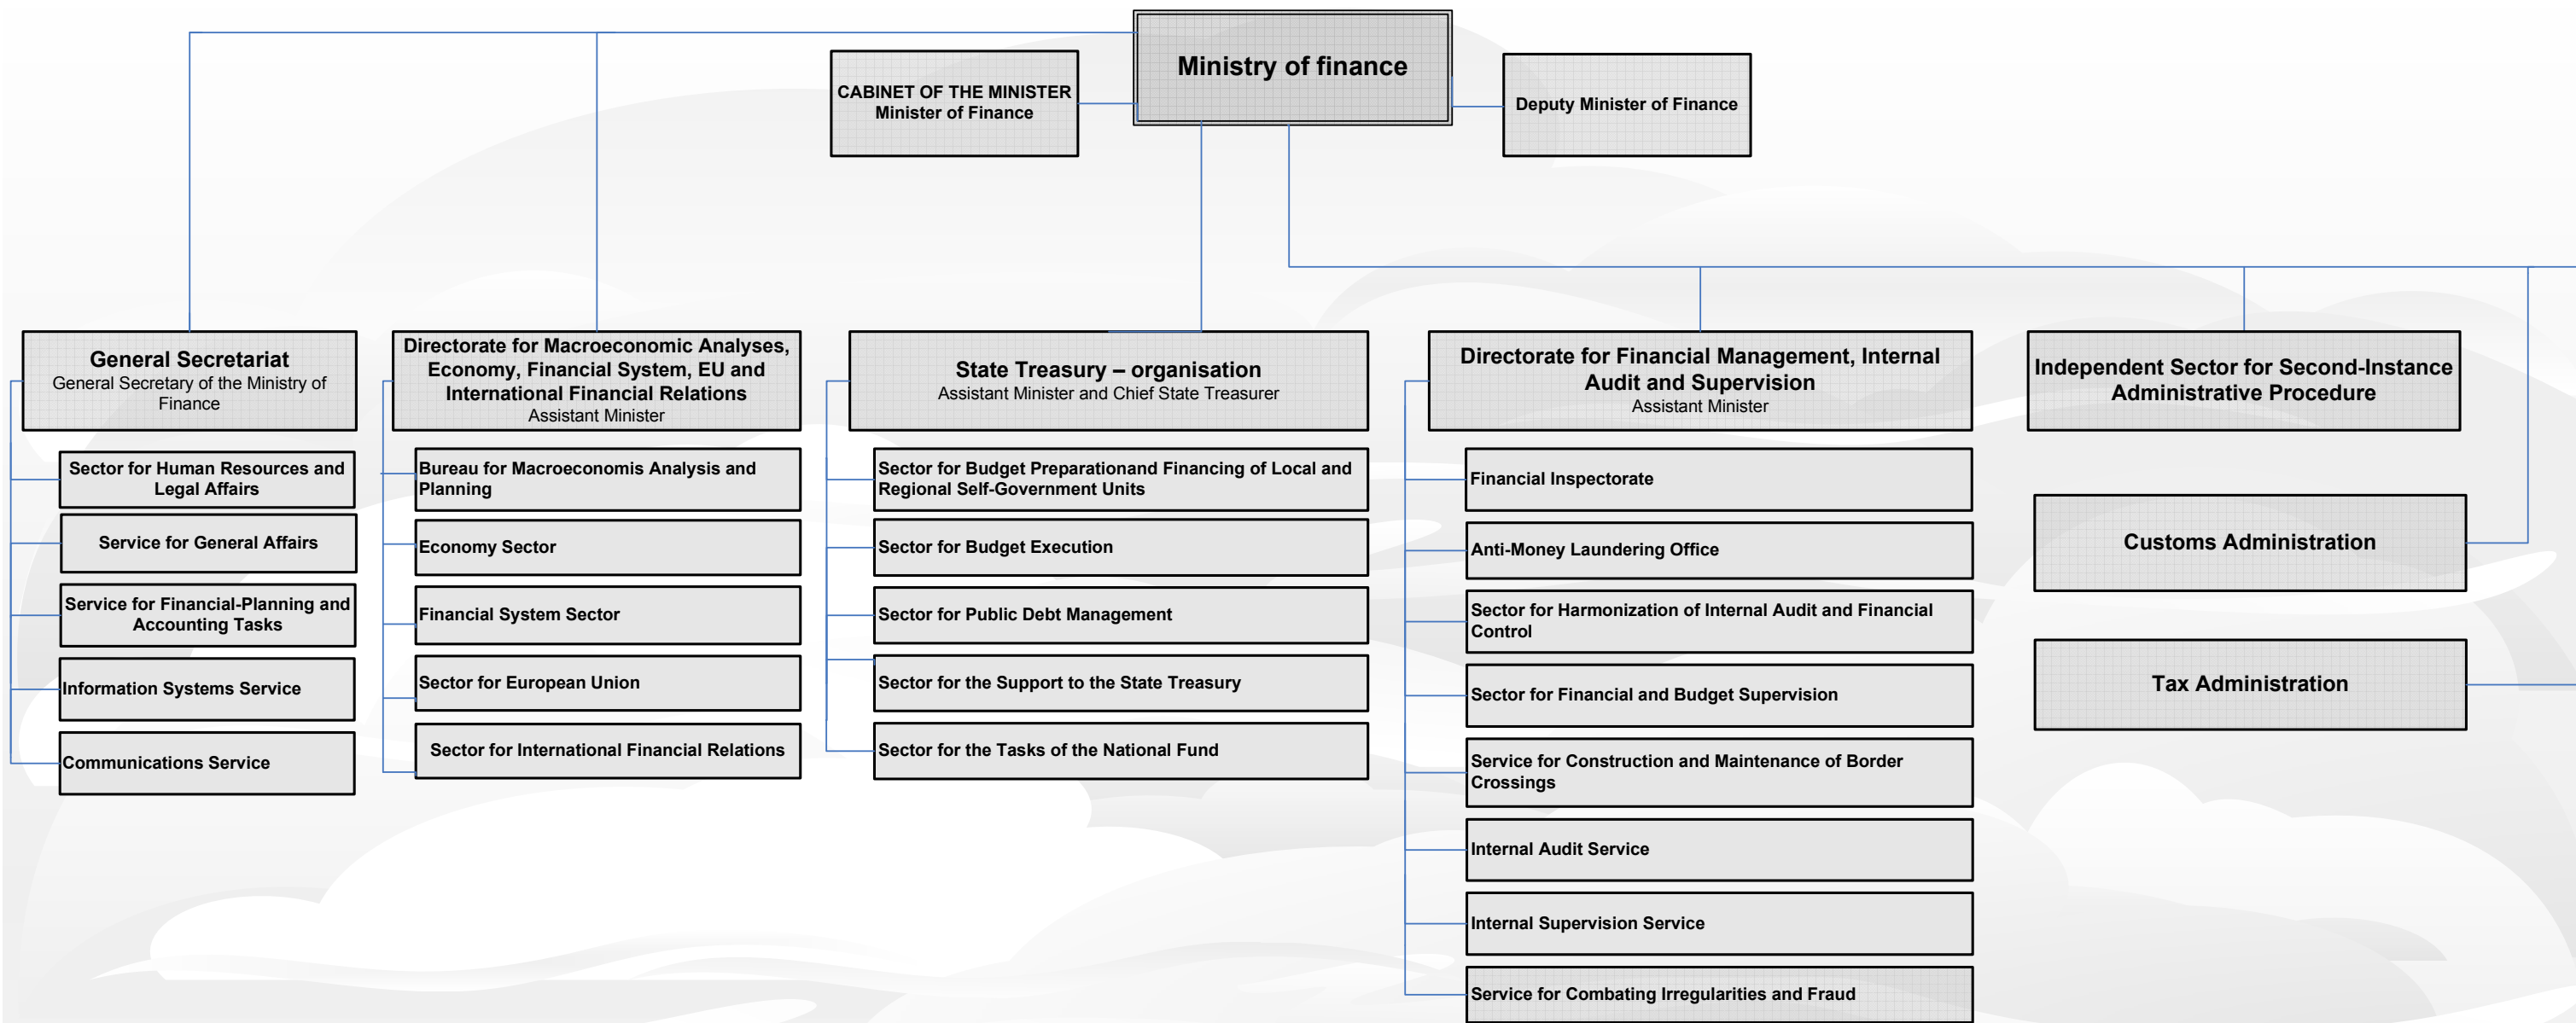 Ministry of finance
CABINET OF THE MINISTER
Minister of Finance
Deputy Minister of Finance
General Secretariat
General Secretary of the Ministry of
Finance
Sector for Human Resources and
Legal Affairs
Service for General Affairs
Service for Financial-Planning and
Accounting Tasks
Information Systems Service
Communications Service
Directorate for Macroeconomic Analyses,
Economy, Financial System, EU and
International Financial Relations
Assistant Minister
Bureau for Macroeconomis Analysis and
Planning
Economy Sector
Financial System Sector
Sector for European Union
Sector for International Financial Relations
State Treasury – organisation
Assistant Minister and Chief State Treasurer
Sector for Budget Preparationand Financing of Local and
Regional Self-Government Units
Sector for Budget Execution
Sector for Public Debt Management
Sector for the Support to the State Treasury
Sector for the Tasks of the National Fund
Directorate for Financial Management, Internal
Audit and Supervision
Assistant Minister
Financial Inspectorate
Anti-Money Laundering Office
Sector for Harmonization of Internal Audit and Financial
Control
Sector for Financial and Budget Supervision
Service for Construction and Maintenance of Border
Crossings
Internal Audit Service
Internal Supervision Service
Service for Combating Irregularities and Fraud
Independent Sector for Second-Instance
Administrative Procedure
Customs Administration
Tax Administration